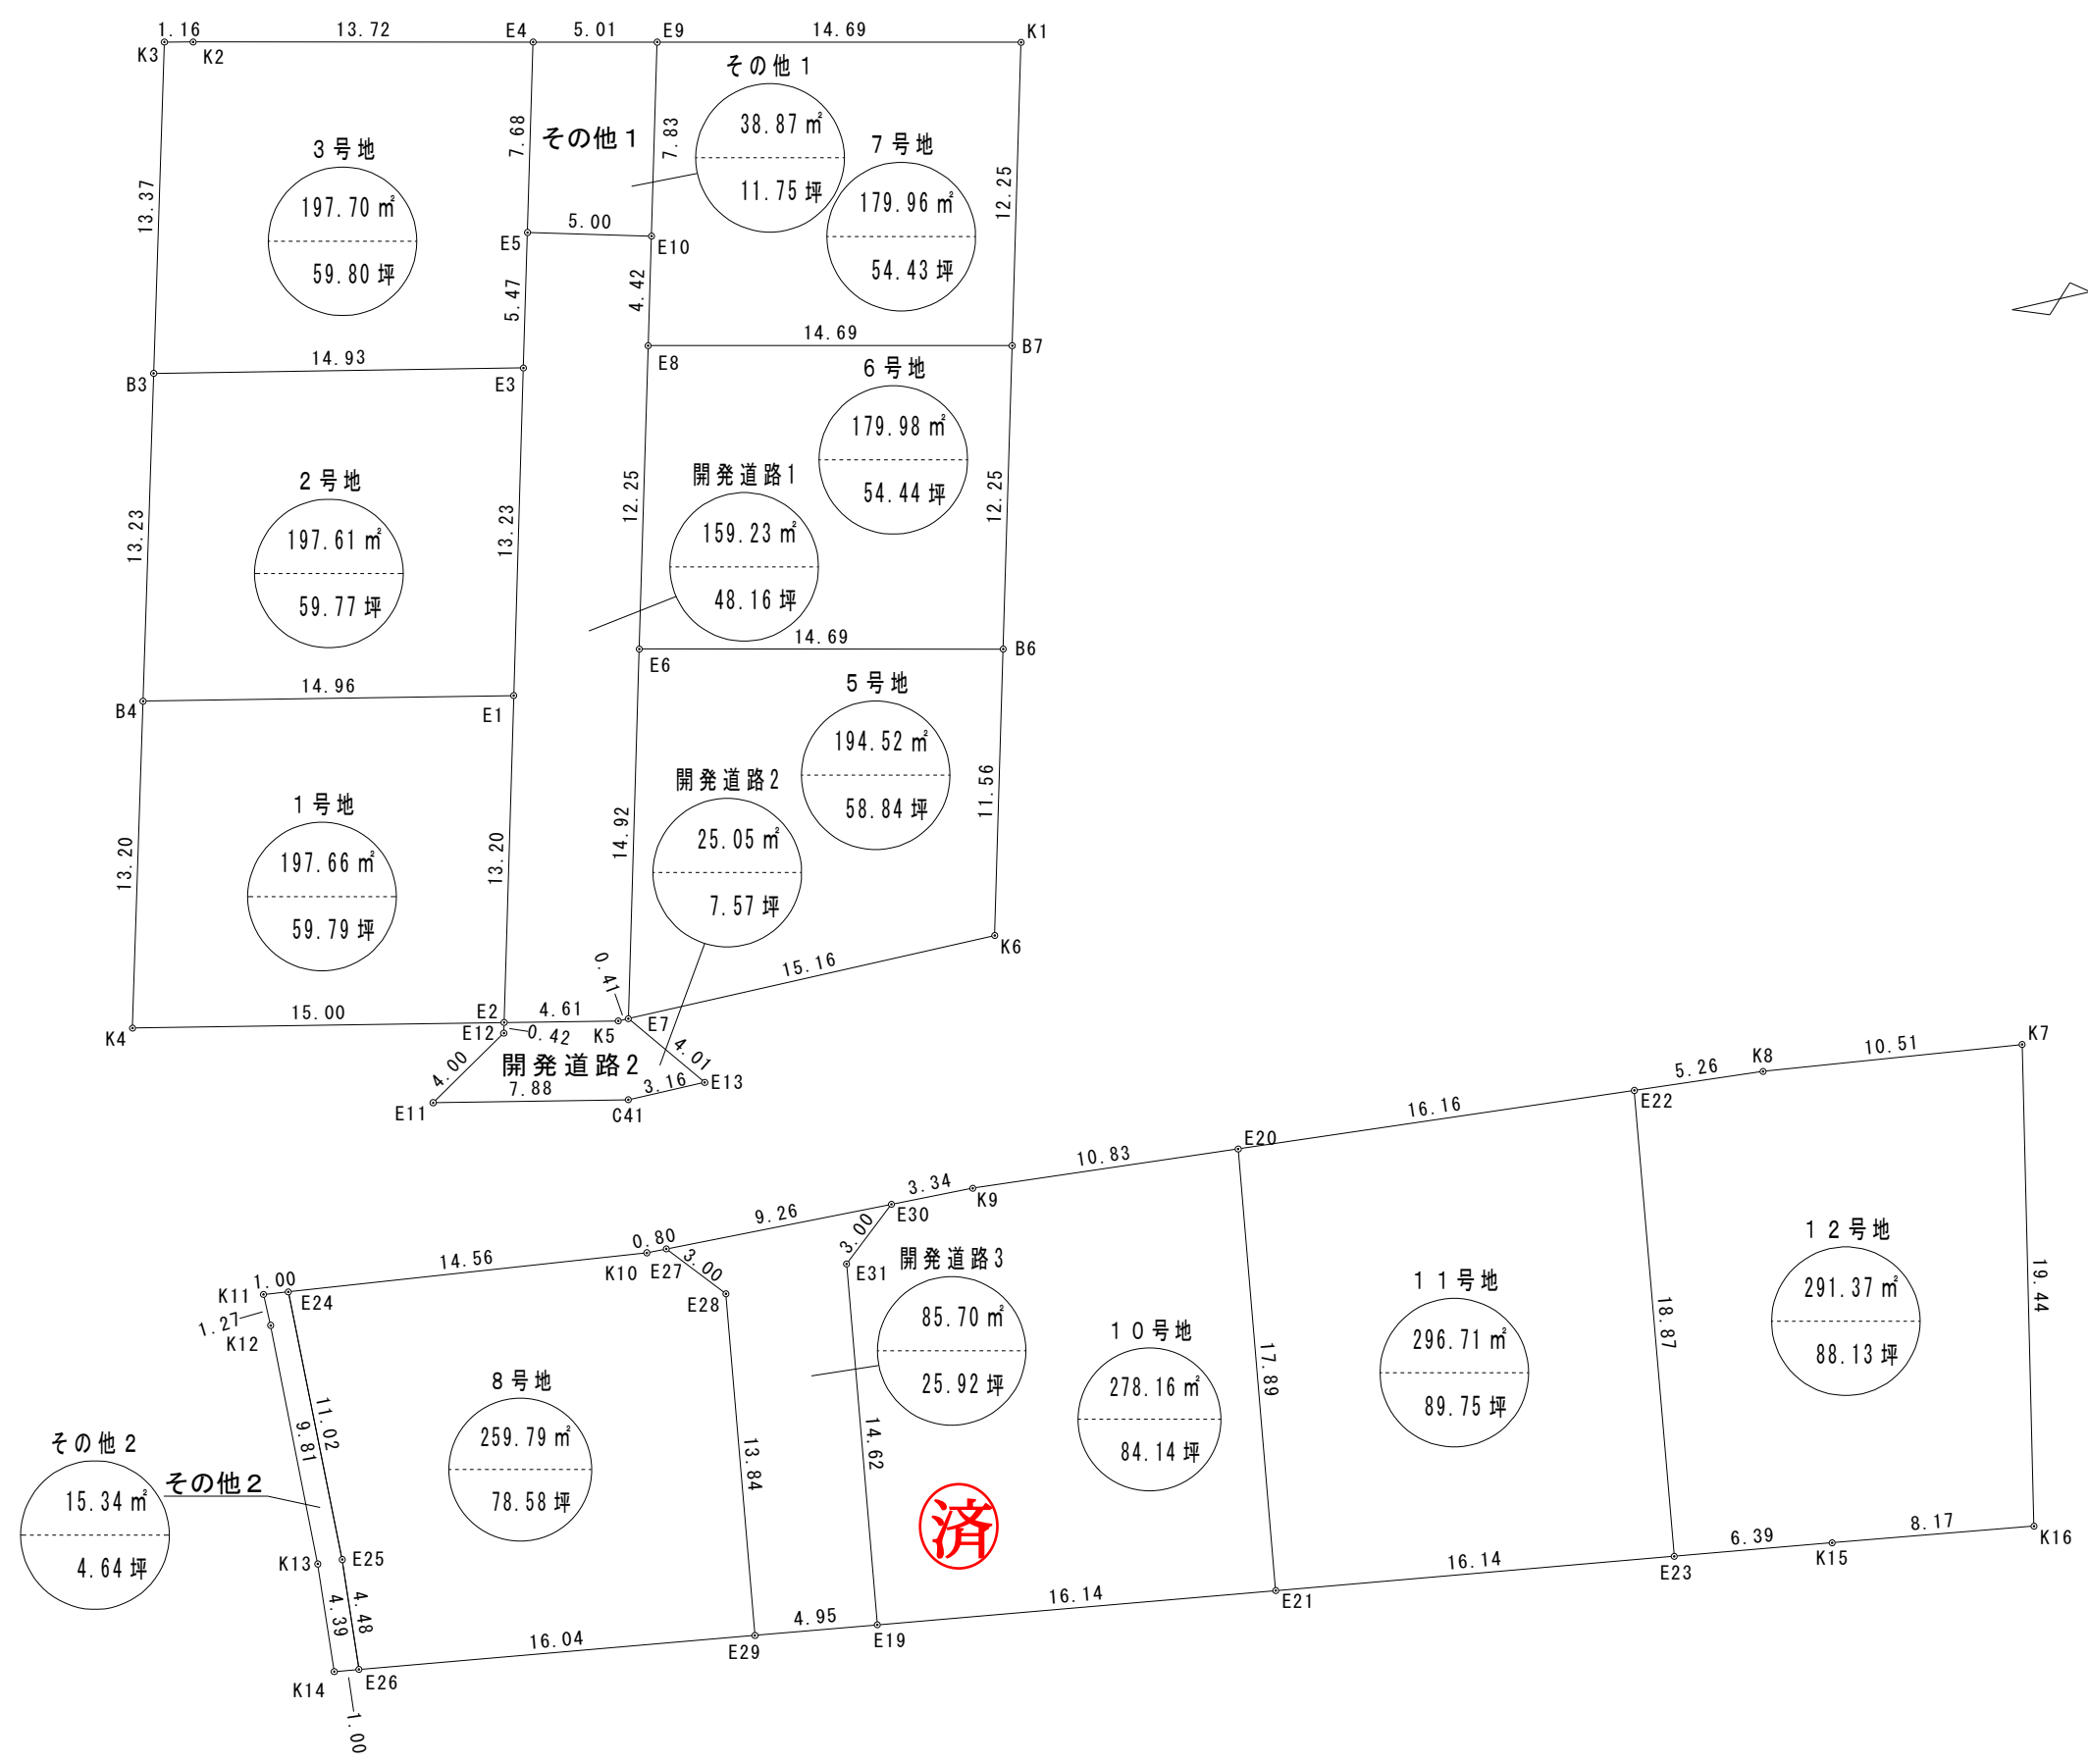 1.16
13.72
E4
5.01
E9
14.69
K1
K3
K2
その他１
38.87㎡
11.75坪
7.68
その他１
7.83
３号地
197.70㎡
59.80坪
７号地
179.96㎡
54.43坪
13.37
12.25
5.00
E5
E10
5.47
4.42
14.69
14.93
B3
E3
E8
B7
６号地
179.98㎡
54.44坪
２号地
197.61㎡
59.77坪
開発道路1
159.23㎡
48.16坪
13.23
13.23
12.25
12.25
14.69
E6
B6
14.96
B4
E1
５号地
194.52㎡
58.84坪
開発道路2
25.05㎡
7.57坪
１号地
197.66㎡
59.79坪
13.20
13.20
14.92
11.56
0.41
15.16
K6
15.00
E2
4.61
K4
E12
0.42
K5
E7
開発道路2
4.00
4.01
7.88
3.16
E13
E11
C41
K7
10.51
K8
5.26
E22
16.16
E20
10.83
3.34
K9
E30
9.26
3.00
0.80
3.00
14.56
K10
E27
E31
E28
K11
1.00
E24
1.27
K12
開発道路3
85.70㎡
25.92坪
１０号地
278.16㎡
84.14坪
１１号地
296.71㎡
89.75坪
１２号地
291.37㎡
88.13坪
19.44
18.87
17.89
14.62
13.84
８号地
259.79㎡
78.58坪
11.02
9.81
その他２
15.34㎡
4.64坪
その他２
済
K13
E25
4.39
4.48
16.04
E29
4.95
E19
16.14
E21
16.14
E23
6.39
K15
8.17
K16
K14
E26
1.00